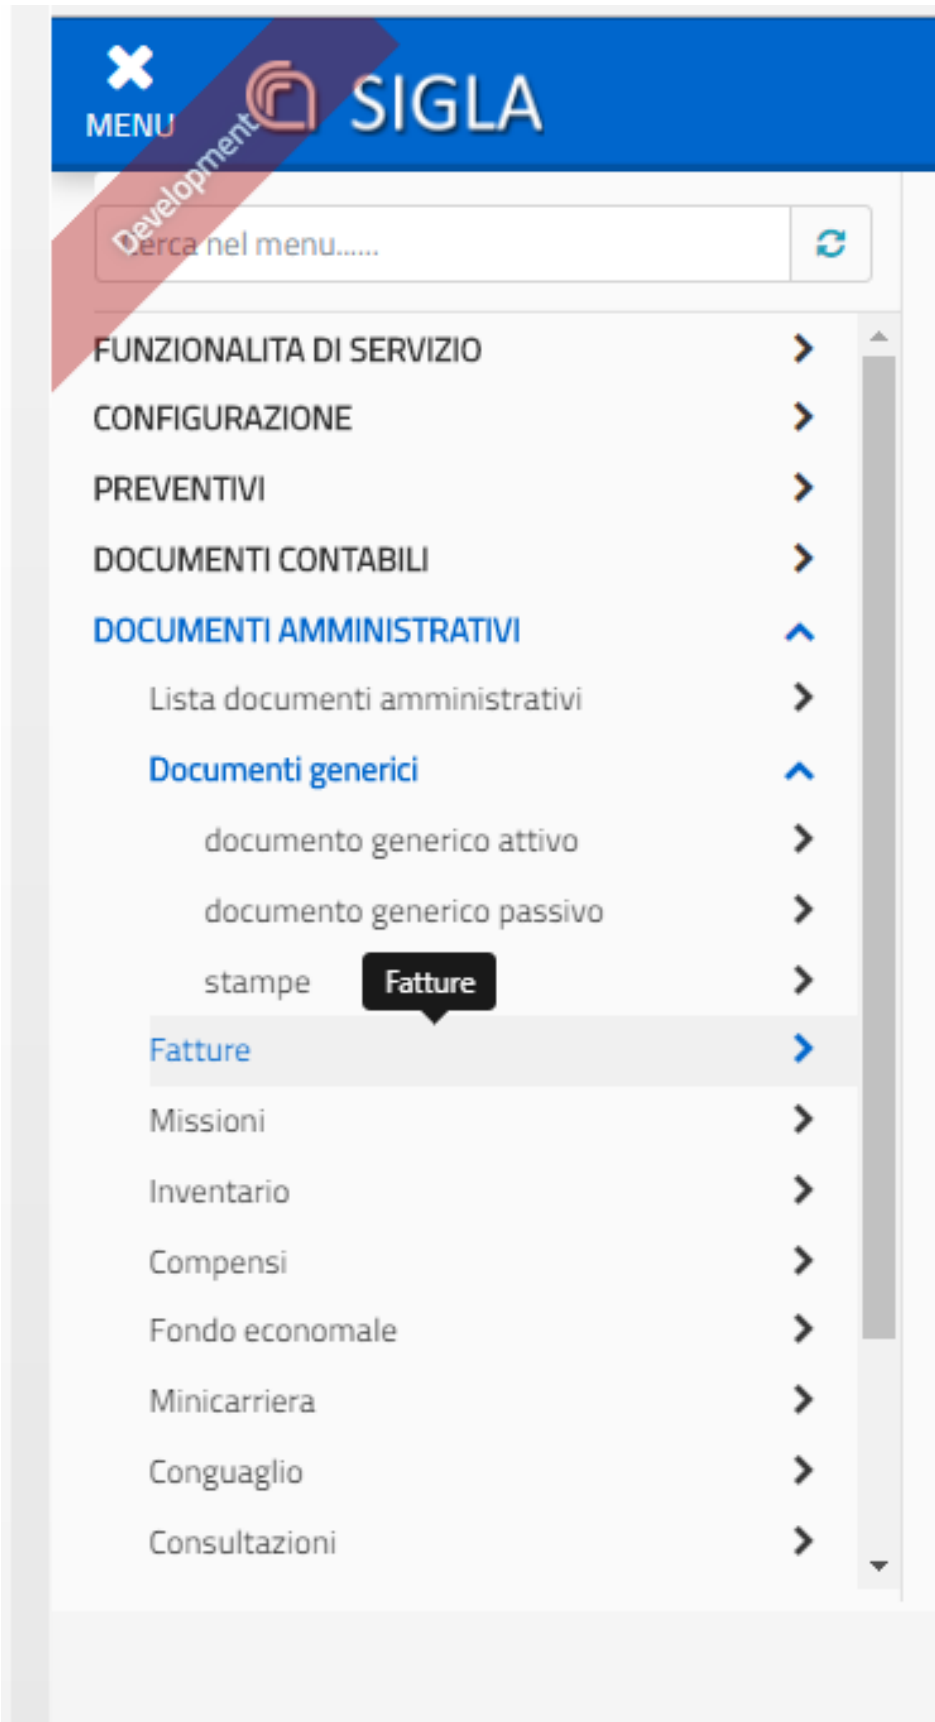 MENU
SIGLA
Development
Cerca nel menu......
FUNZIONALITA DI SERVIZIO
CONFIGURAZIONE
PREVENTIVI
DOCUMENTI CONTABILI
DOCUMENTI AMMINISTRATIVI
Lista documenti amministrativi
Documenti generici
documento generico attivo
documento generico passivo
stampe
Fatture
Fatture
Missioni
Inventario
Compensi
Fondo economale
Minicarriera
Conguaglio
Consultazioni